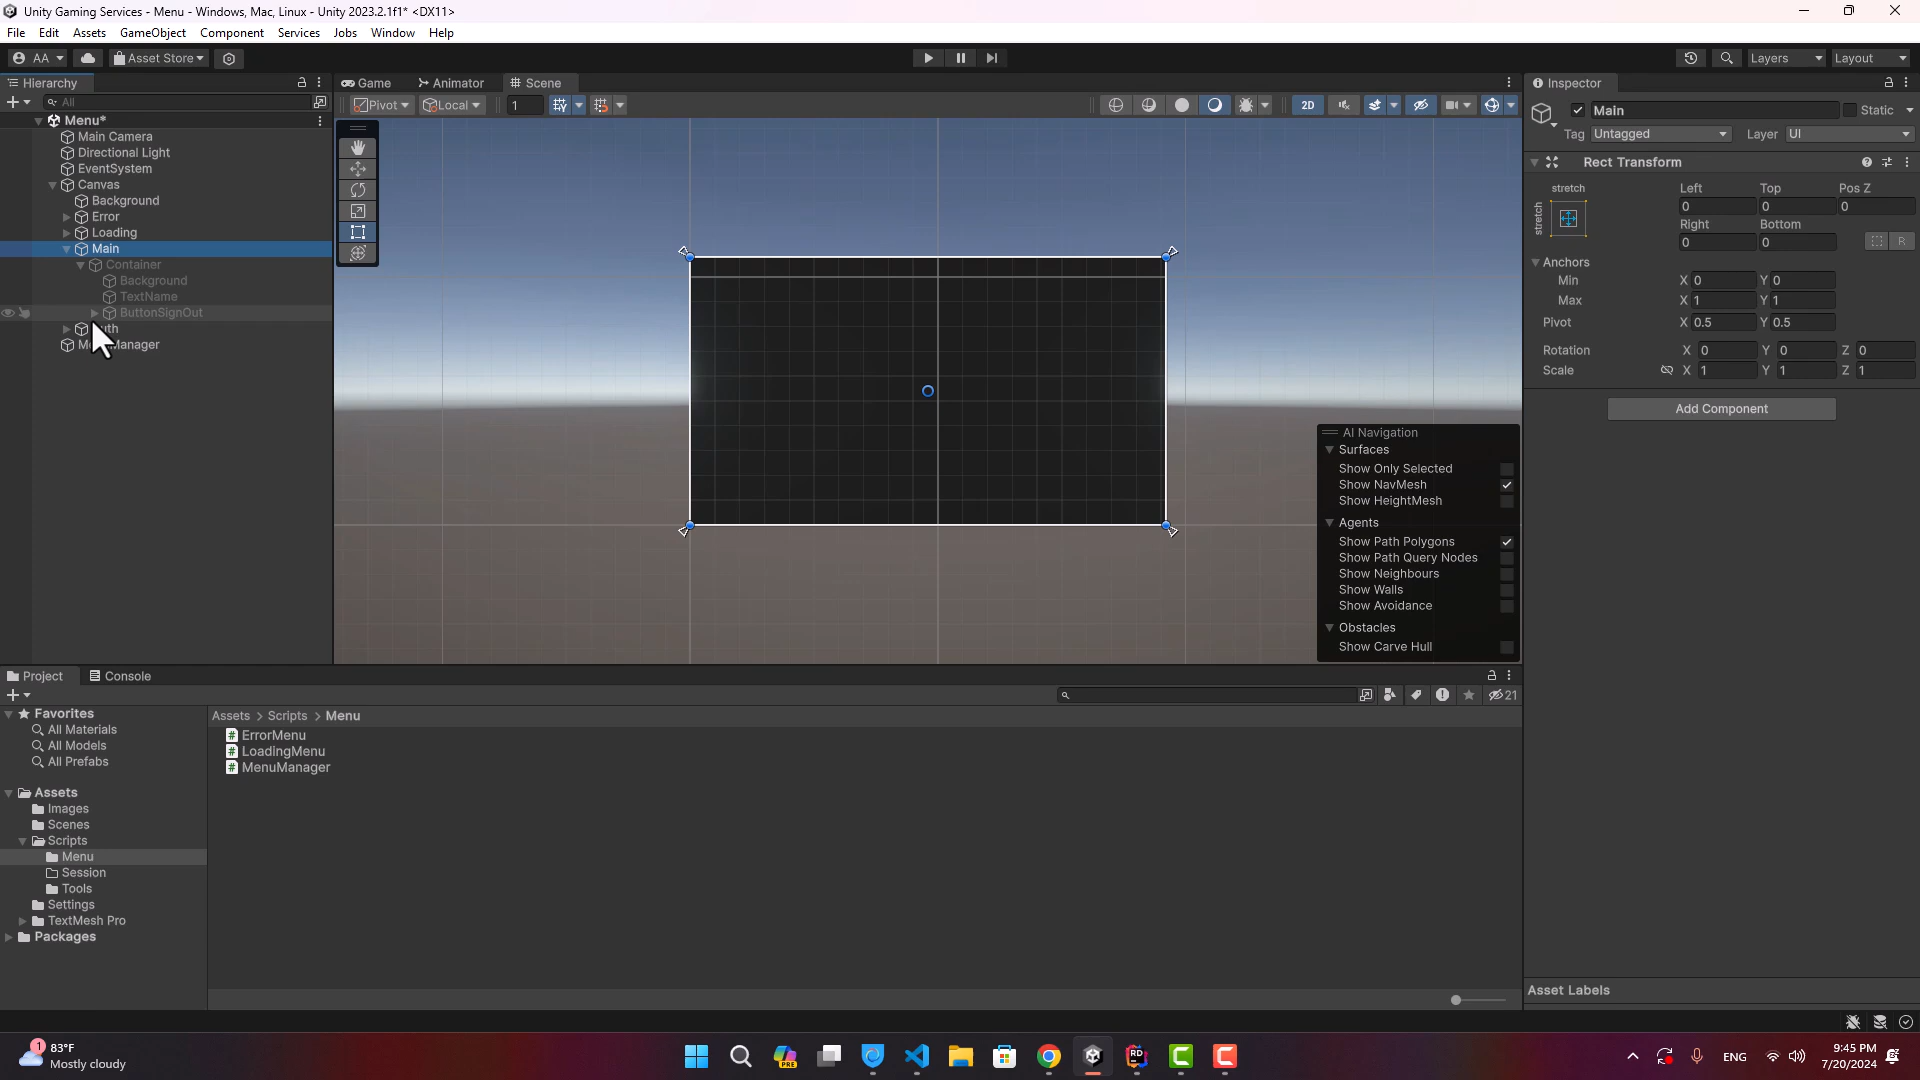 Unity Gaming Services - Menu - Windows, Mac, Linux - Unity 2023.2.1f1* <DX11>
File Edit Assets GameObject Component Services Jobs Window Help
AA Asset Store Layers Layout
Hierarchy Game Animator Scene Inspector
All Pivot Local 1 2D Main Static
Menu* Tag Untagged Layer UI
Main Camera
Directional Light Rect Transform
EventSystem
Canvas stretch Left Top Pos Z
Background stretch 0 0 0
Error Right Bottom
Loading 0 0 R
Main
Container Anchors
Background Min X 0 Y 0
TextName Max X 1 Y 1
ButtonSignOut Pivot X 0.5 Y 0.5
Rotation X 0 Y 0 Z 0
Scale X 1 Y 1 Z 1
Add Component
AI Navigation
Surfaces
Show Only Selected
Show NavMesh
Show HeightMesh
Agents
Show Path Polygons
Show Path Query Nodes
Show Neighbours
Show Walls
Show Avoidance
Obstacles
Show Carve Hull
Project Console
21
Favorites Assets > Scripts > Menu
All Materials # ErrorMenu
All Models # LoadingMenu
All Prefabs # MenuManager
Assets
Images
Scenes
Scripts
Menu
Session
Tools
Settings
TextMesh Pro
Packages
Asset Labels
1 83°F
Mostly cloudy
PRE RD
ENG
9:45 PM
7/20/2024